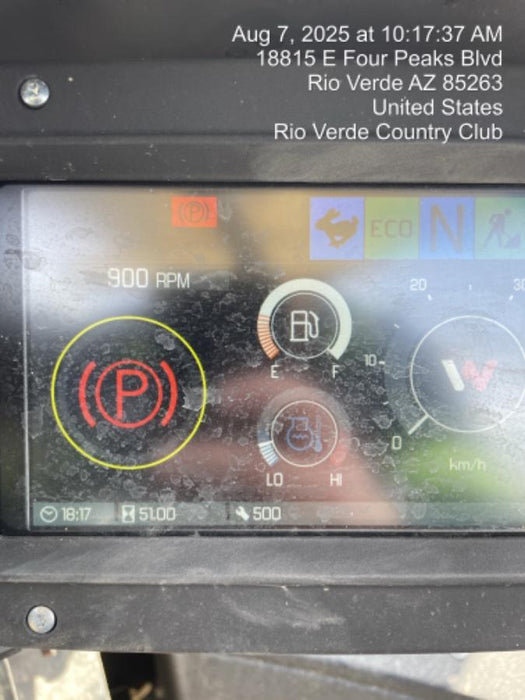 Aug 7, 2025 at 10:17:37 AM
18815 E Four Peaks Blvd
Rio Verde AZ 85263
United States
Rio Verde Country Club
P
ECO N
900 RPM
P
E F
LO HI
20 30
10
0
km/h
18:17 51.00 500